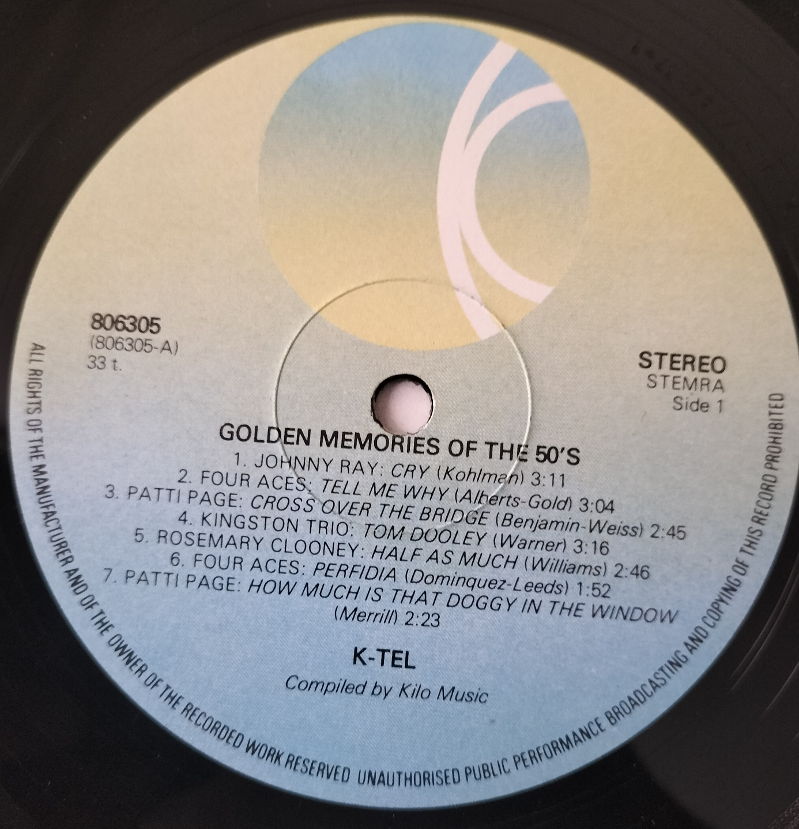 806305
(806305-A)
33 t.
STEREO
STEMRA
Side 1
GOLDEN MEMORIES OF THE 50'S
1. JOHNNY RAY: CRY (Kohlman) 3:11
2. FOUR ACES: TELL ME WHY (Alberts-Gold) 3:04
3. PATTI PAGE: CROSS OVER THE BRIDGE (Benjamin-Weiss) 2:45
4. KINGSTON TRIO: TOM DOOLEY (Warner) 3:16
5. ROSEMARY CLOONEY: HALF AS MUCH (Williams) 2:46
6. FOUR ACES: PERFIDIA (Dominquez-Leeds) 1:52
7. PATTI PAGE: HOW MUCH IS THAT DOGGY IN THE WINDOW
(Merrill) 2:23
K-TEL
Compiled by Kilo Music
ALL RIGHTS OF THE MANUFACTURER AND OF THE OWNER OF THE RECORDED WORK RESERVED UNAUTHORISED PUBLIC PERFORMANCE BROADCASTING AND COPYING OF THIS RECORD PROHIBITED